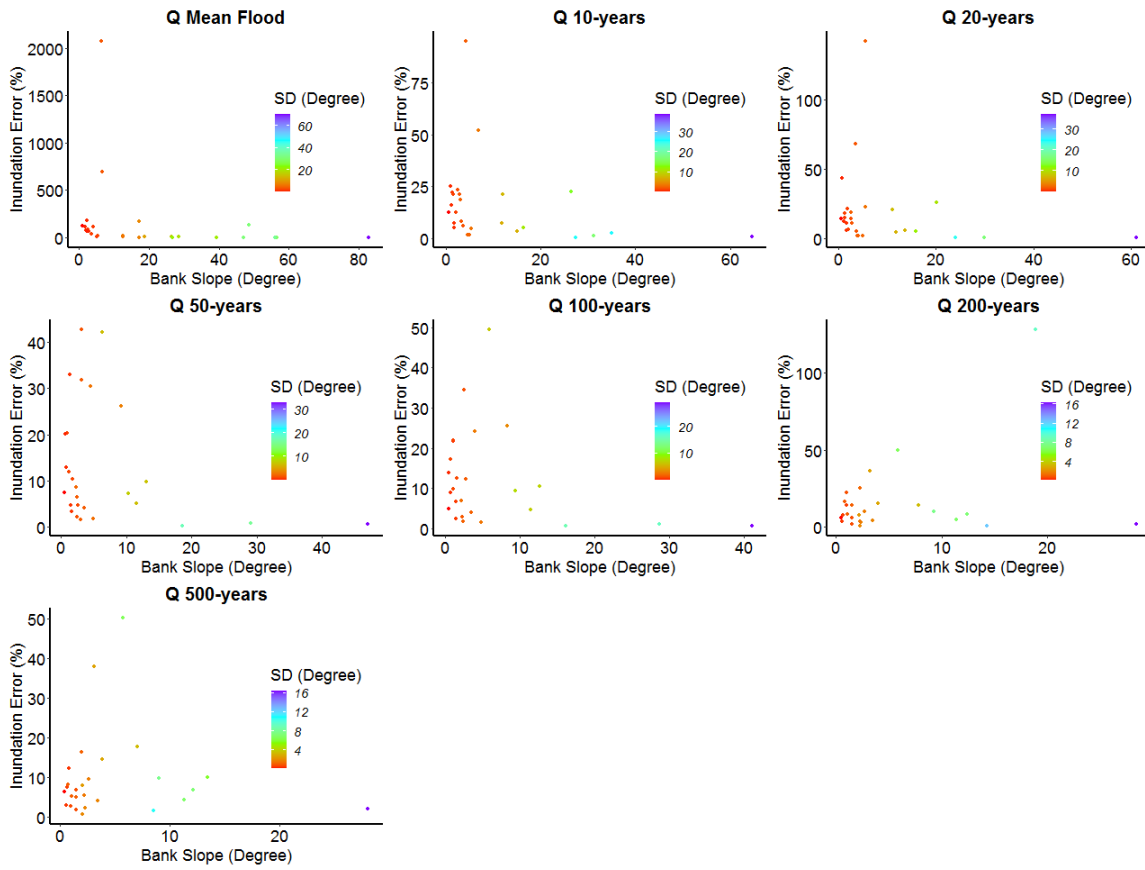 Q Mean Flood
Inundation Error (%)
2000
1500
1000
500
0
0 20 40 60 80
Bank Slope (Degree)
SD (Degree)
60
40
20
Q 10-years
Inundation Error (%)
75
50
25
0
0 20 40 60
Bank Slope (Degree)
SD (Degree)
30
20
10
Q 20-years
Inundation Error (%)
100
50
0
0 20 40 60
Bank Slope (Degree)
SD (Degree)
30
20
10
Q 50-years
Inundation Error (%)
40
30
20
10
0
0 10 20 30 40
Bank Slope (Degree)
SD (Degree)
30
20
10
Q 100-years
Inundation Error (%)
50
40
30
20
10
0
0 10 20 30 40
Bank Slope (Degree)
SD (Degree)
20
10
Q 200-years
Inundation Error (%)
100
50
0
0 20
Bank Slope (Degree)
SD (Degree)
16
12
8
4
Q 500-years
Inundation Error (%)
50
40
30
20
10
0
0 10 20
Bank Slope (Degree)
SD (Degree)
16
12
8
4